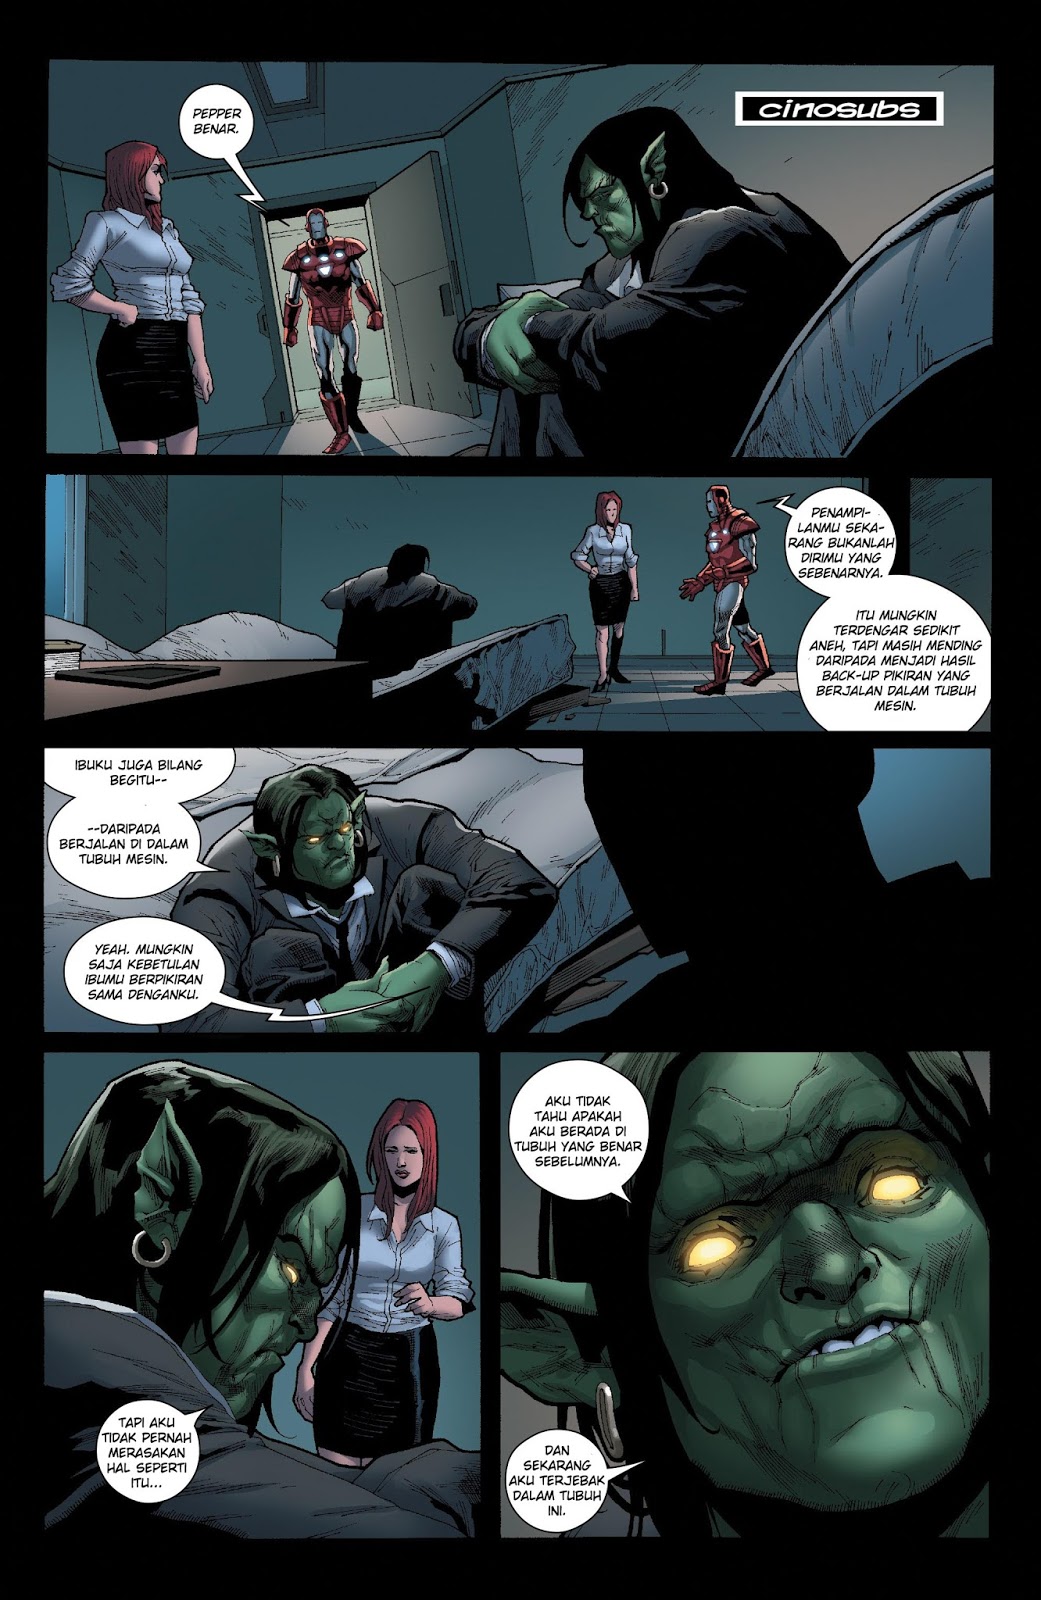 cinosubs
PEPPER
BENAR.
PENAMPI-
LANMU SEKA-
RANG BUKANLAH
DIRIMU YANG
SEBENARNYA.
ITU MUNGKIN
TERDENGAR SEDIKIT
ANEH, TAPI MASIH MENDING
DARIPADA MENJADI HASIL
BACK-UP PIKIRAN YANG
BERJALAN DALAM TUBUH
MESIN.
IBUKU JUGA BILANG
BEGITU--
--DARIPADA
BERJALAN DI DALAM
TUBUH MESIN.
YEAH. MUNGKIN
SAJA KEBETULAN
IBUMU BERPIKIRAN
SAMA DENGANKU.
TAPI AKU
TIDAK PERNAH
MERASAKAN
HAL SEPERTI
ITU...
AKU TIDAK
TAHU APAKAH
AKU BERADA DI
TUBUH YANG BENAR
SEBELUMNYA.
DAN
SEKARANG
AKU TERJEBAK
DALAM TUBUH
INI.